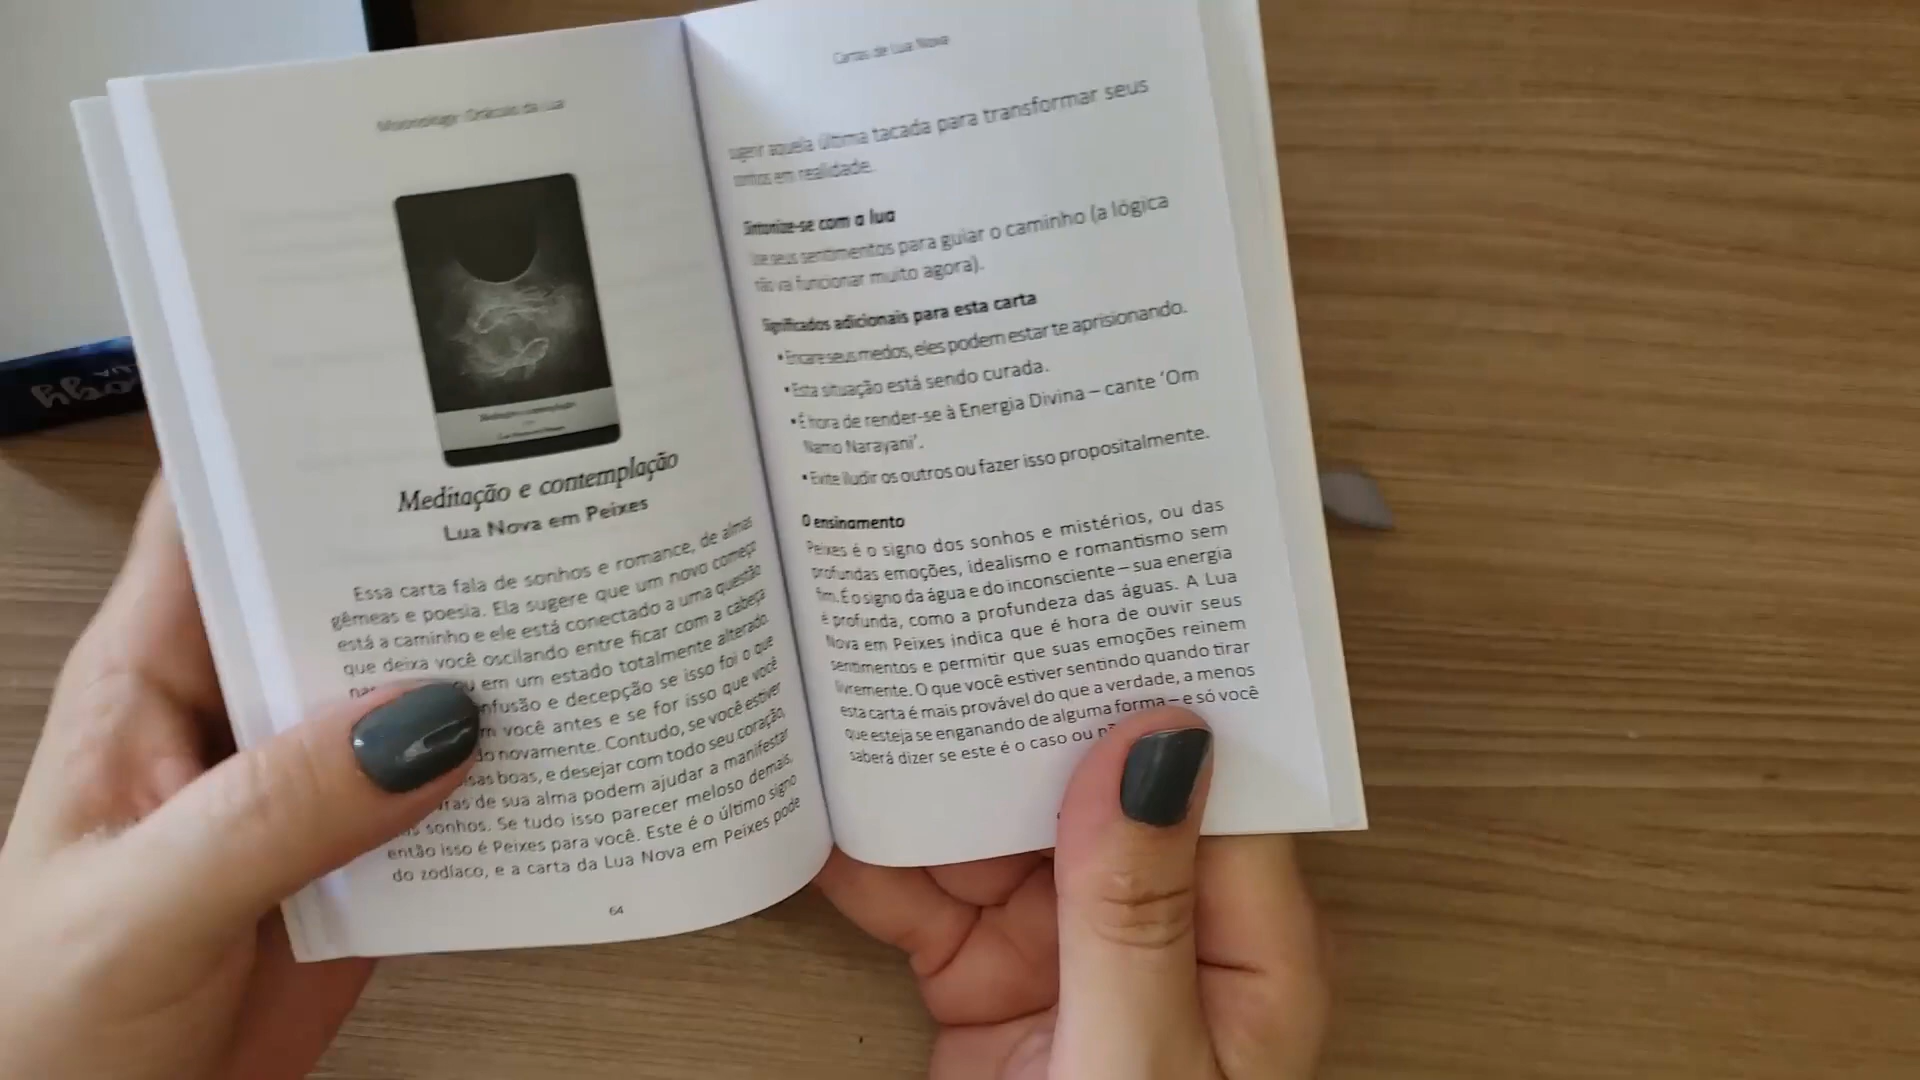 Moonology: Oráculo da Lua
Meditação e contemplação
Lua Nova em Peixes
Meditação e contemplação
Lua Nova em Peixes
Essa carta fala de sonhos e romance, de almas
gêmeas e poesia. Ela sugere que um novo começo
está a caminho e ele está conectado a uma questão
que deixa você oscilando entre ficar com a cabeça
em um estado totalmente alterado.
e decepção se isso foi o que
você antes e se for isso que você
novamente. Contudo, se você estiver
boas, e desejar com todo seu coração,
de sua alma podem ajudar a manifestar
sonhos. Se tudo isso parecer meloso demais,
então isso é Peixes para você. Este é o último signo
do zodíaco, e a carta da Lua Nova em Peixes pode
64
Cartas de Lua Nova
sugerir aquela última tacada para transformar seus
sonhos em realidade.
Sintonize-se com a lua
Use seus sentimentos para guiar o caminho (a lógica
não vai funcionar muito agora).
Significados adicionais para esta carta
• Encare seus medos, eles podem estar te aprisionando.
• Esta situação está sendo curada.
• É hora de render-se à Energia Divina – cante ‘Om
Namo Narayani’.
• Evite iludir os outros ou fazer isso propositalmente.
O ensinamento
Peixes é o signo dos sonhos e mistérios, ou das
profundas emoções, idealismo e romantismo sem
fim. É o signo da água e do inconsciente – sua energia
é profunda, como a profundeza das águas. A Lua
Nova em Peixes indica que é hora de ouvir seus
sentimentos e permitir que suas emoções reinem
livremente. O que você estiver sentindo quando tirar
esta carta é mais provável do que a verdade, a menos
que esteja se enganando de alguma forma – e só você
saberá dizer se este é o caso ou